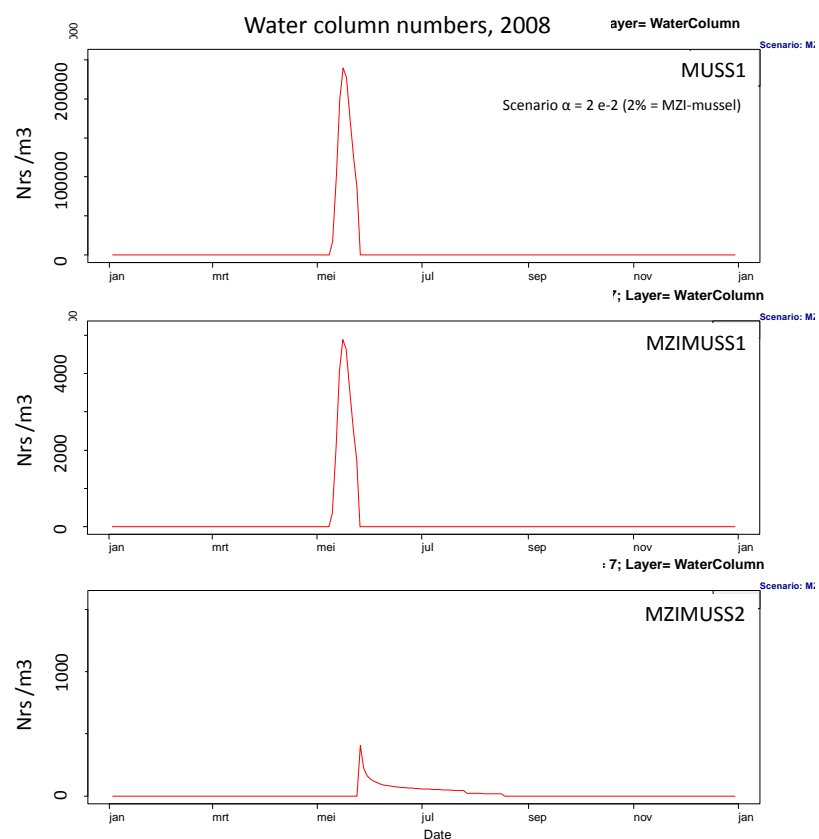 Water column numbers, 2008
ayer= WaterColumn
Scenario: MZ
MUSS1
Scenario α = 2 e-2 (2% = MZI-mussel)
Nrs /m3
200000
100000
0
jan mrt mei jul sep nov jan
7; Layer= WaterColumn
Scenario: MZ
MZIMUSS1
Nrs /m3
4000
2000
0
jan mrt mei jul sep nov jan
: 7; Layer= WaterColumn
Scenario: MZ
MZIMUSS2
Nrs /m3
1000
0
jan mrt mei jul sep nov jan
Date